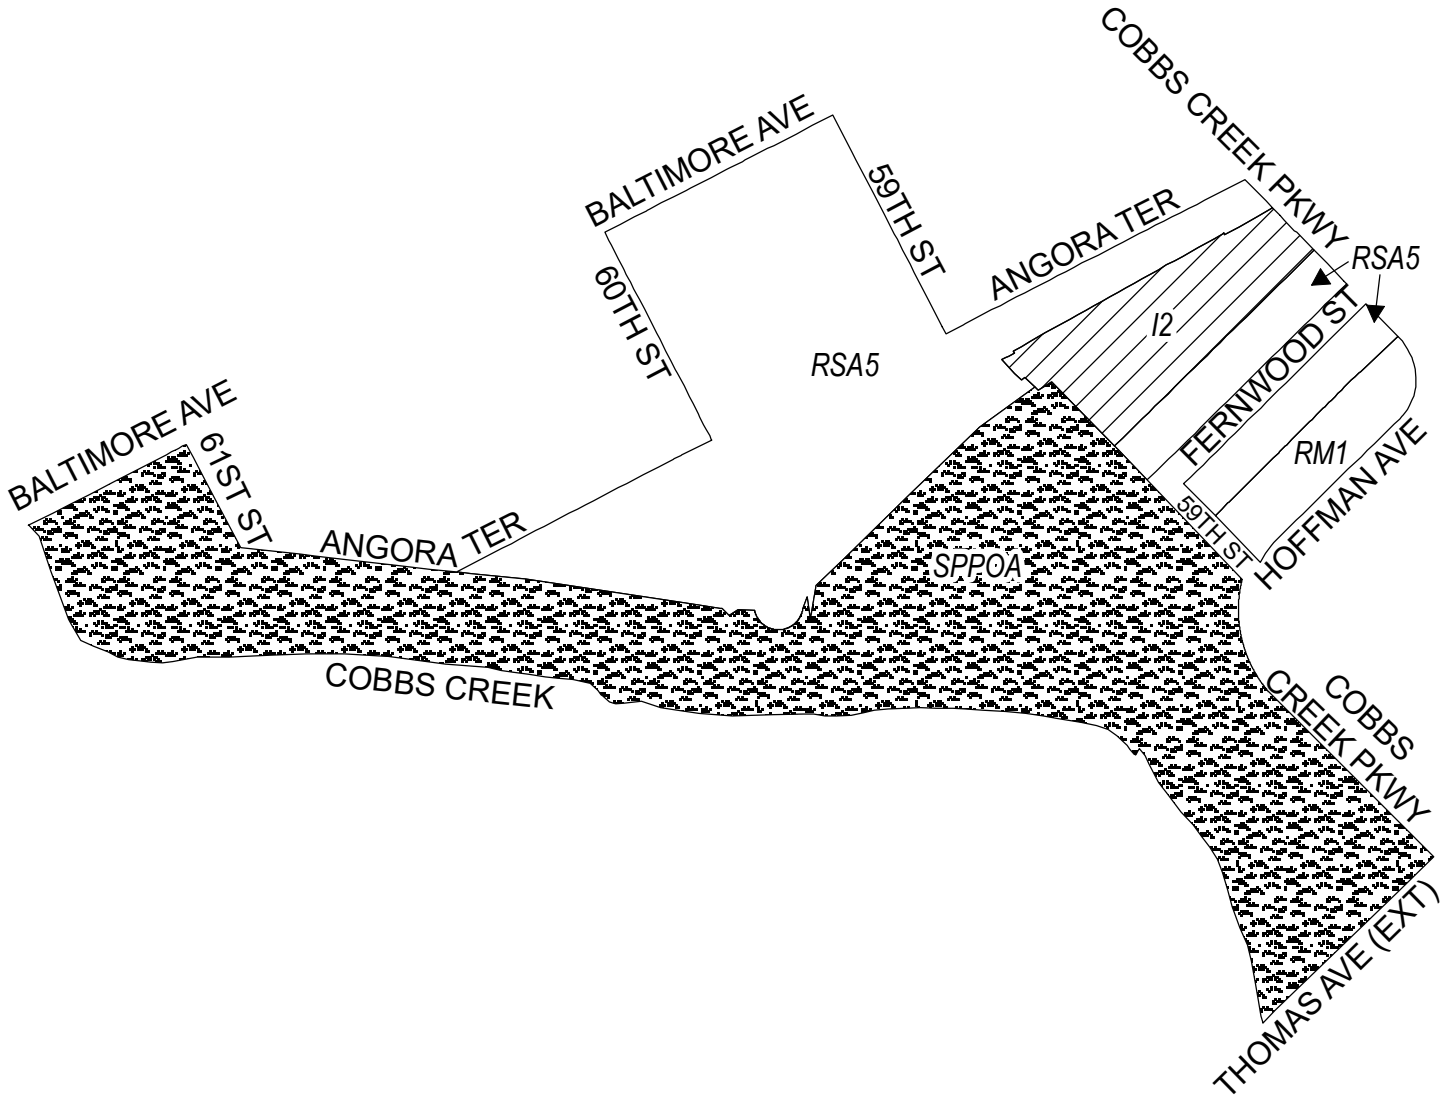 COBBS CREEK PKWY
BALTIMORE AVE
59TH ST
ANGORA TER
RSA5
60TH ST
I2
FERNWOOD ST
RSA5
BALTIMORE AVE
61ST ST
RM1
HOFFMAN AVE
59TH ST
ANGORA TER
SPPOA
COBBS CREEK
COBBS
CREEK PKWY
THOMAS AVE (EXT)